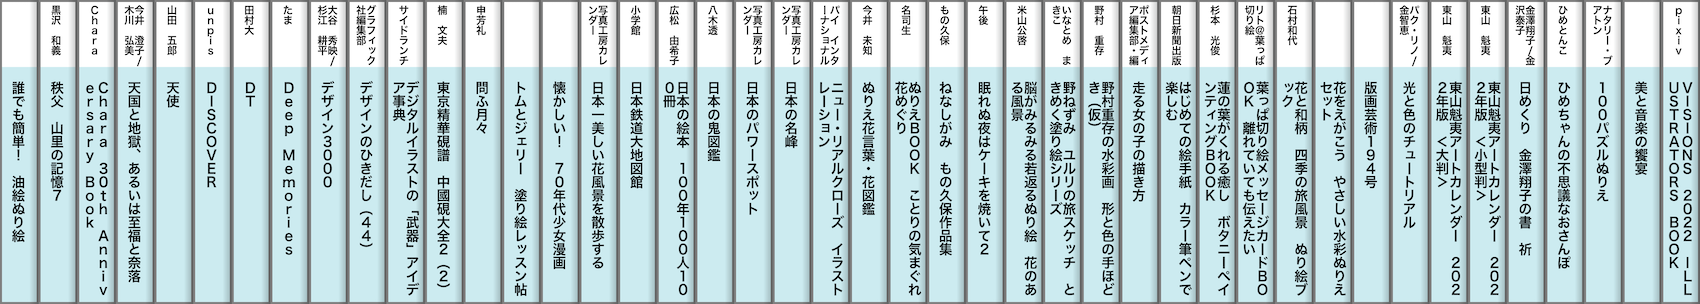 pixiv
VISIONS 2022 ILL
USTRATORS BOOK
美と音楽の饗宴
ナタリー・ブ
アトン
100パズルぬりえ
ひめとんこ
ひめちゃんの不思議なおさんぽ
金澤翔子/金
沢泰子
日めくり 金澤翔子の書 祈
東山 魁夷
東山魁夷アートカレンダー 202
2年版 <小型判>
東山 魁夷
東山魁夷アートカレンダー 202
2年版 <大判>
パク・リノ/
金智恵
光と色のチュートリアル
版画芸術194号
花をえがこう やさしい水彩ぬりえ
セット
石村和代
花と和柄 四季の旅風景 ぬり絵ブ
ック
リト@葉っぱ
切り絵
葉っぱ切り絵メッセージカードBO
OK 離れていても伝えたい
杉本 光俊
蓮の葉がくれる癒し ボタニーペイ
ンティングBOOK
朝日新聞出版
はじめての絵手紙 カラー筆ペンで
楽しむ
ポストメディ
ア編集部・編
走る女の子の描き方
野村 重存
野村重存の水彩画 形と色の手ほど
き(仮)
いなとめ ま
きこ
野ねずみ ユルリの旅スケッチ と
きめく塗り絵シリーズ
米山公啓
脳がみるみる若返るぬり絵 花のあ
る風景
午後
眠れぬ夜はケーキを焼いて2
もの久保
ねなしがみ もの久保作品集
名司生
ぬりえBOOK ことりの気まぐれ
花めぐり
今井 未知
ぬりえ花言葉・花図鑑
パイ インタ
ーナショナル
ニュー・リアルクローズ イラスト
レーション
写真工房カレ
ンダー
日本の名峰
写真工房カレ
ンダー
日本のパワースポット
八木透
日本の鬼図鑑
広松 由希子
日本の絵本 100年100人10
0冊
小学館
日本鉄道大地図館
写真工房カレ
ンダー
日本一美しい花風景を散歩する
懐かしい! 70年代少女漫画
トムとジェリー 塗り絵レッスン帖
申芳礼
問ふ月々
楠 文夫
東京精華硯譜 中國硯大全2(2)
サイドランチ
デジタルイラストの「武器」アイデ
ア事典
グラフィック
社編集部
デザインのひきだし(44)
大谷 秀映/
杉江 耕平
デザイン3000
たま
Deep Memories
田村大
DT
unpis
DISCOVER
山田 五郎
天使
今井 澄子/
木川 弘美
天国と地獄、あるいは至福と奈落
Chara
Chara 30th Anniv
ersary Book
黒沢 和義
秩父 山里の記憶7
誰でも簡単! 油絵ぬり絵